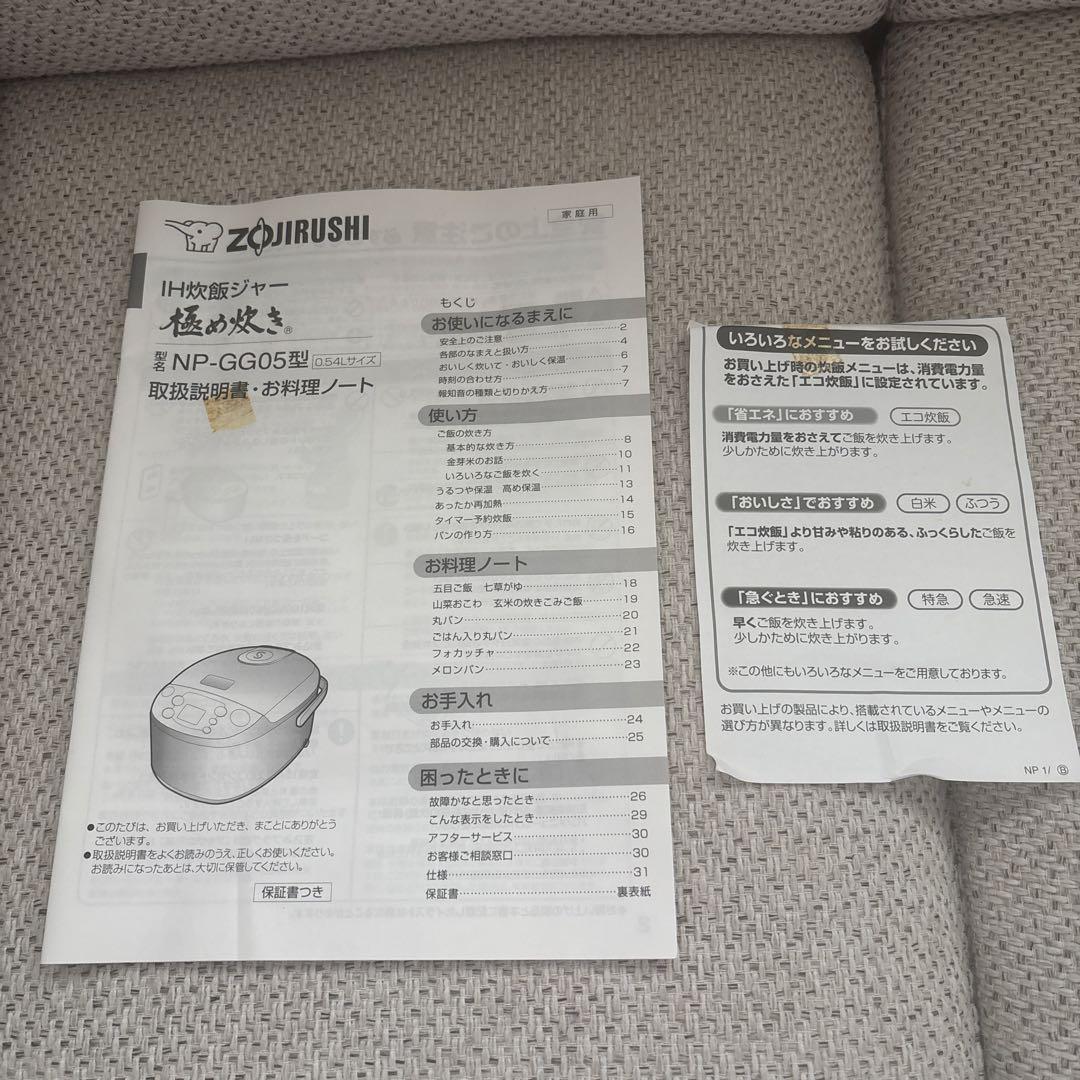 ZOJIRUSHI
家庭用
IH炊飯ジャー
極め炊き®
型名 NP-GG05型 0.54Lサイズ
取扱説明書・お料理ノート
●このたびは、お買い上げいただき、まことにありがとう
ございます。
●取扱説明書をよくお読みのうえ、正しくお使いください。
お読みになったあとは、大切に保管してください。
保証書つき
もくじ
お使いになるまえに
安全上のご注意…2
各部のなまえと扱い方…4
おいしく炊いて・おいしく保温…6
時刻の合わせ方…7
報知音の種類と切りかえ方…7
使い方
ご飯の炊き方
基本的な炊き方…8
金芽米のお話…10
いろいろなご飯を炊く…11
うるつや保温 高め保温…13
あったか再加熱…14
タイマー予約炊飯…15
パンの作り方…16
お料理ノート
五目ご飯 七草がゆ…18
山菜おこわ 玄米の炊きこみご飯…19
丸パン…20
ごはん入り丸パン…21
フォカッチャ…22
メロンパン…23
お手入れ
お手入れ…24
部品の交換・購入について…25
困ったときに
故障かなと思ったとき…26
こんな表示をしたとき…29
アフターサービス…30
お客様ご相談窓口…30
仕様…31
保証書…裏表紙
いろいろなメニューをお試しください
お買い上げ時の炊飯メニューは、消費電力量
をおさえた「エコ炊飯」に設定されています。
「省エネ」におすすめ エコ炊飯
消費電力量をおさえてご飯を炊き上げます。
少しかために炊き上がります。
「おいしさ」でおすすめ 白米 ふつう
「エコ炊飯」より甘みや粘りのある、ふっくらしたご飯を
炊き上げます。
「急ぐとき」におすすめ 特急 急速
早くご飯を炊き上げます。
少しかために炊き上がります。
※この他にもいろいろなメニューをご用意しております。
お買い上げの製品により、搭載されているメニューやメニューの
選び方が異なります。詳しくは取扱説明書をご覧ください。
NP 1/ Ⓑ